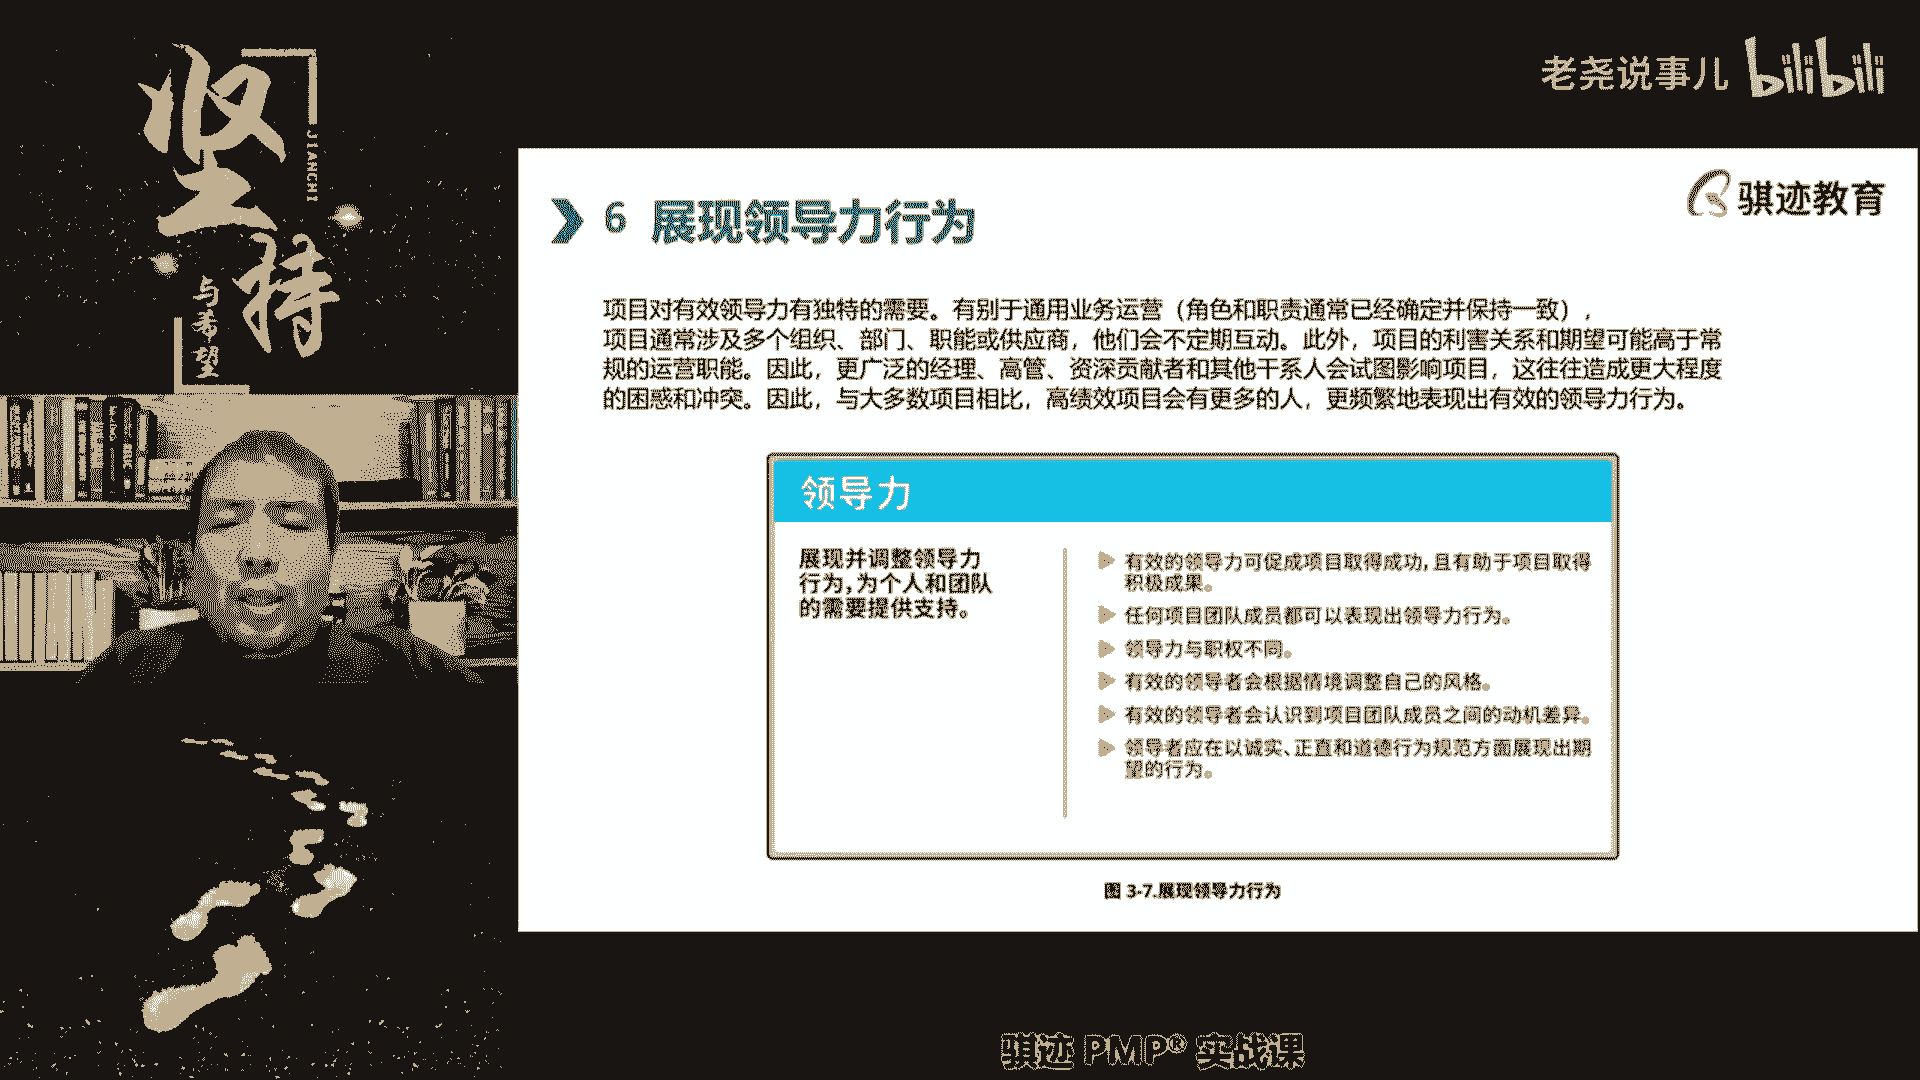 坚持
JIANCHI
与希望
老尧说事儿 bilibili
骐迹教育
6 展现领导力行为
项目对有效领导力有独特的需要。有别于通用业务运营（角色和职责通常已经确定并保持一致），
项目通常涉及多个组织、部门、职能或供应商，他们会不定期互动。此外，项目的利害关系和期望可能高于常
规的运营职能。因此，更广泛的经理、高管、资深贡献者和其他干系人会试图影响项目，这往往造成更大程度
的困惑和冲突。因此，与大多数项目相比，高绩效项目会有更多的人，更频繁地表现出有效的领导力行为。
领导力
展现并调整领导力
行为，为个人和团队
的需要提供支持。
有效的领导力可促成项目取得成功，且有助于项目取得
积极成果。
任何项目团队成员都可以表现出领导力行为。
领导力与职权不同。
有效的领导者会根据情境调整自己的风格。
有效的领导者会认识到项目团队成员之间的动机差异。
领导者应在以诚实、正直和道德行为规范方面展现出期
望的行为。
图 3-7.展现领导力行为
骐迹 PMP® 实战课